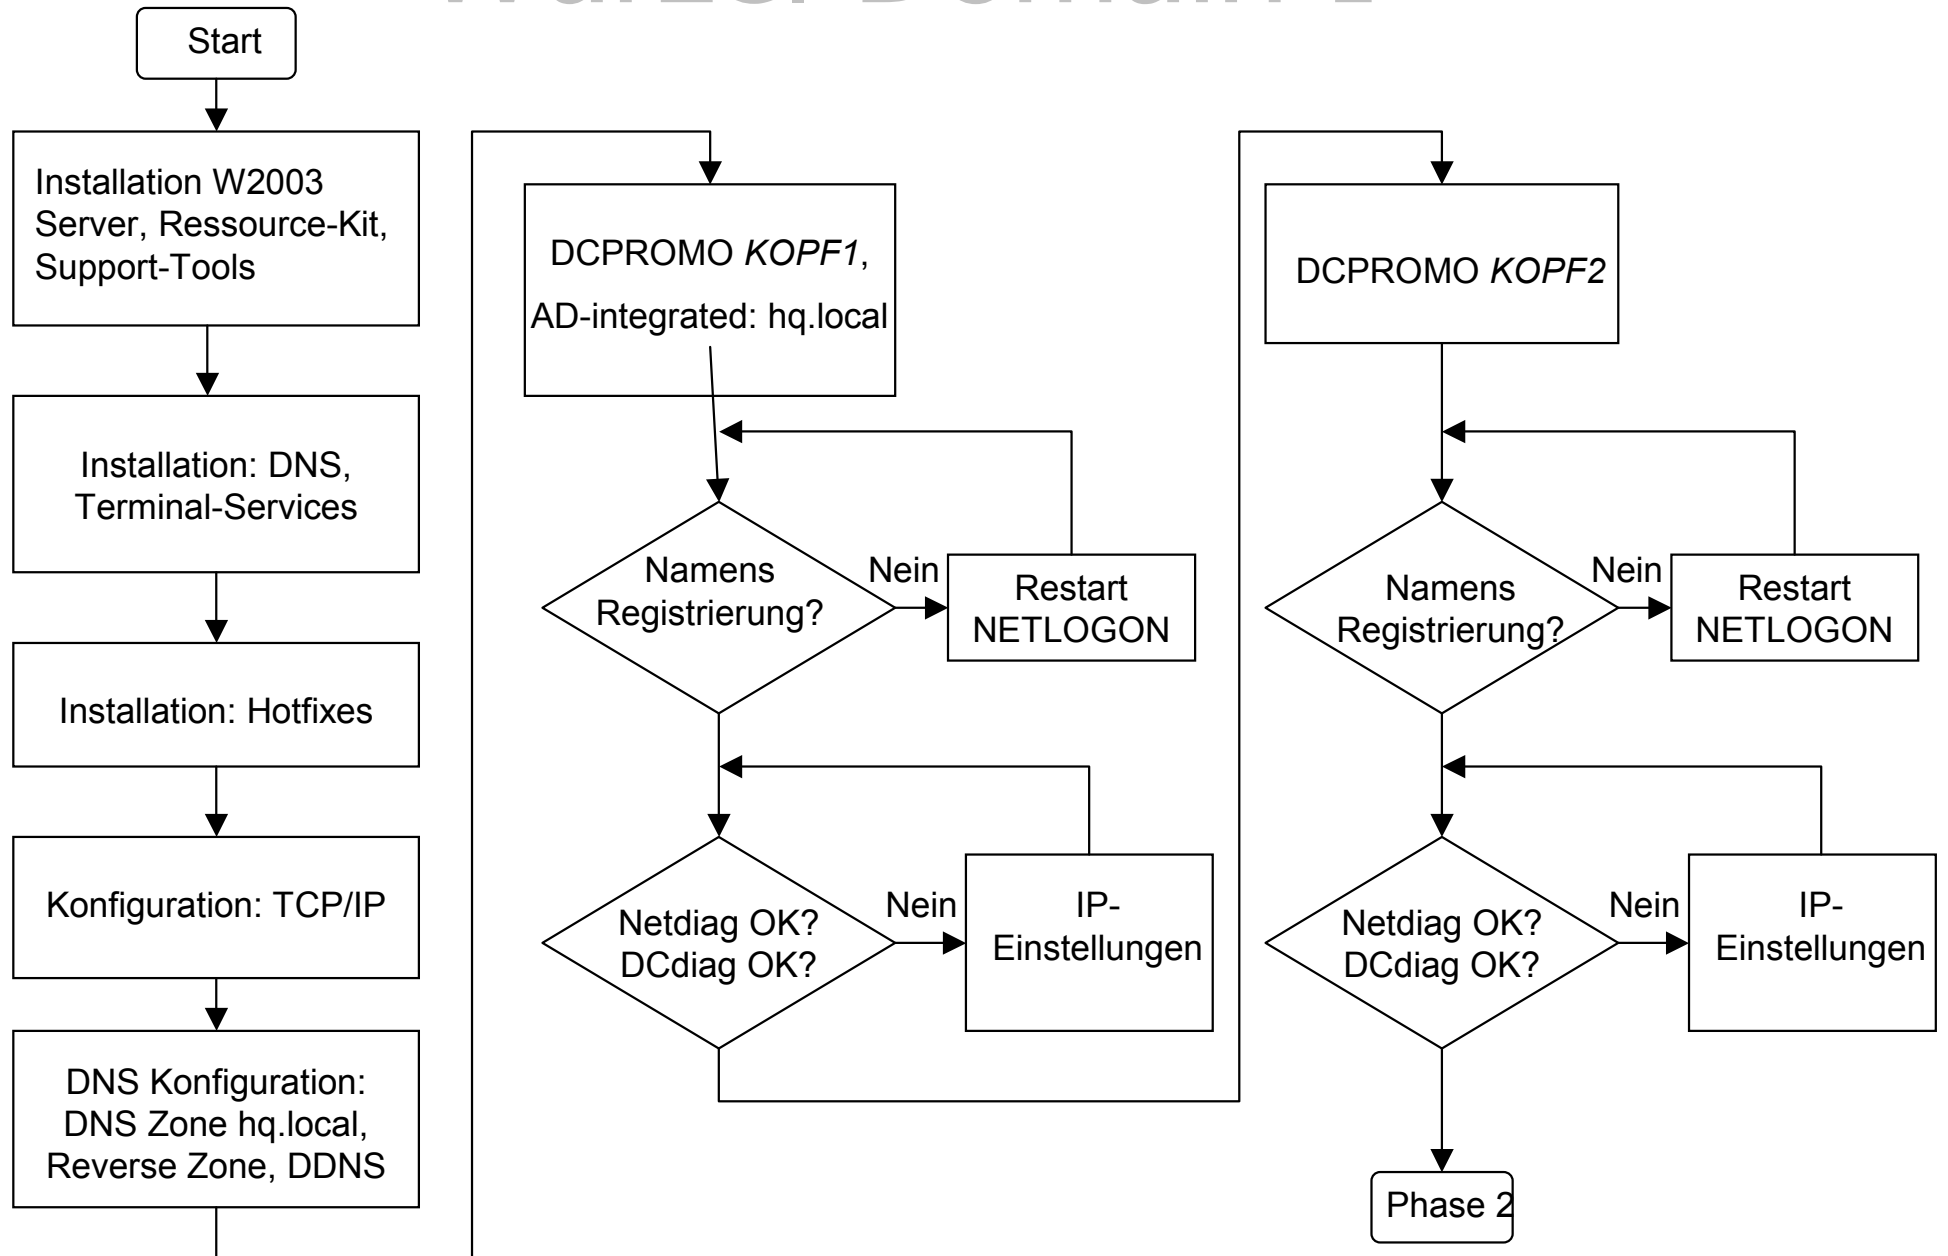 Start
Installation W2003
Server, Ressource-Kit,
Support-Tools
Installation: DNS,
Terminal-Services
Installation: Hotfixes
Konfiguration: TCP/IP
DNS Konfiguration:
DNS Zone hq.local,
Reverse Zone, DDNS
DCPROMO KOPF1,
AD-integrated: hq.local
Namens
Registrierung?
Nein
Restart
NETLOGON
Netdiag OK?
DCdiag OK?
Nein
IP-
Einstellungen
DCPROMO KOPF2
Namens
Registrierung?
Nein
Restart
NETLOGON
Netdiag OK?
DCdiag OK?
Nein
IP-
Einstellungen
Phase 2